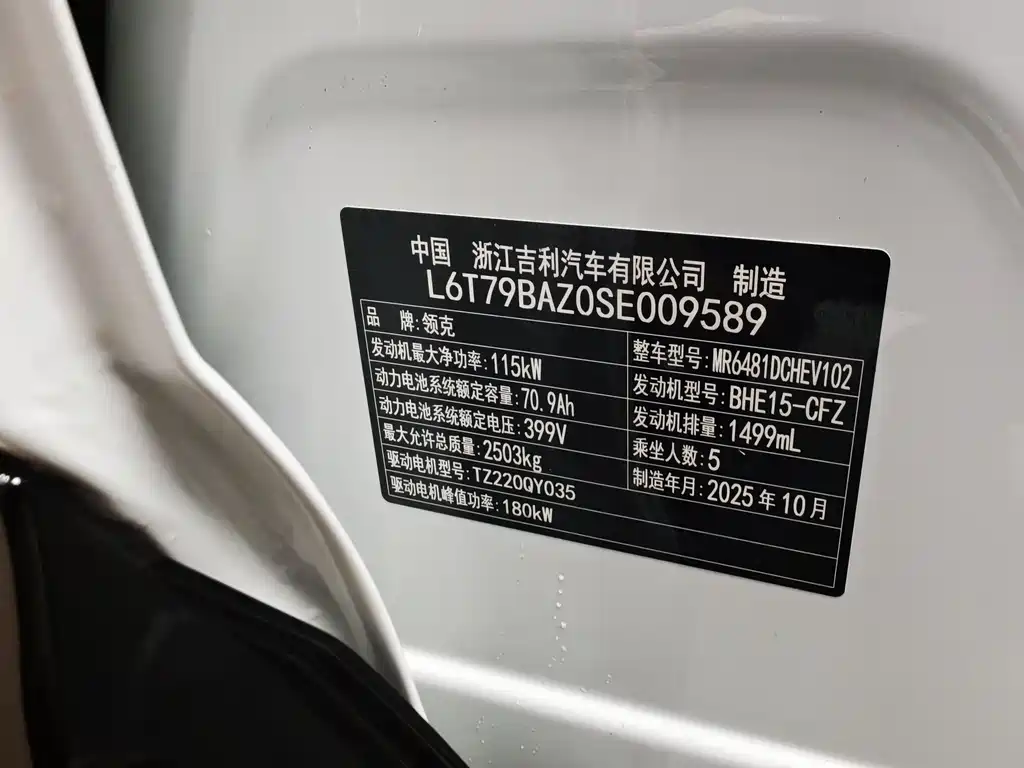 中国 浙江吉利汽车有限公司 制造
L6T79BAZ0SE009589
品 牌:领克
整车型号:MR6481DCHEV102
发动机最大净功率:115kW
发动机型号:BHE15-CFZ
动力电池系统额定容量:70.9Ah
发动机排量:1499mL
动力电池系统额定电压:399V
乘坐人数:5
最大允许总质量:2503kg
制造年月:2025年10月
驱动电机型号:TZ220QY035
驱动电机峰值功率:180kW